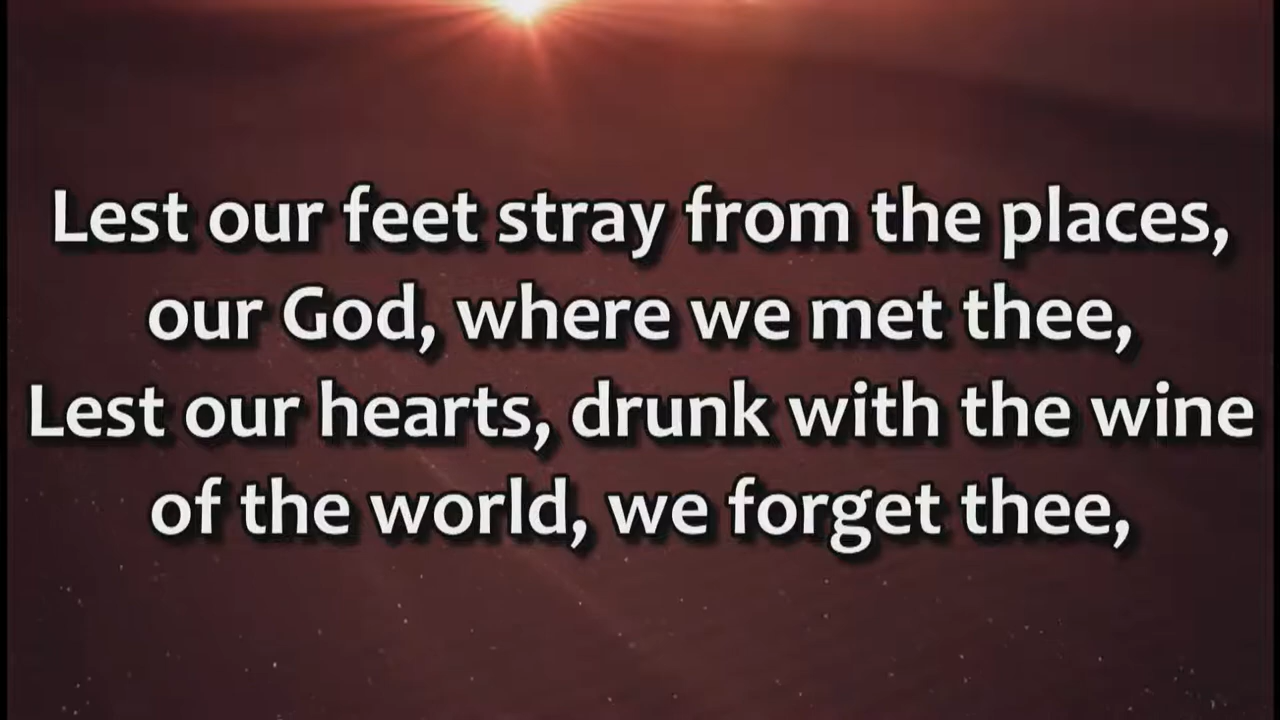 Lest our feet stray from the places,
our God, where we met thee,
Lest our hearts, drunk with the wine
of the world, we forget thee,